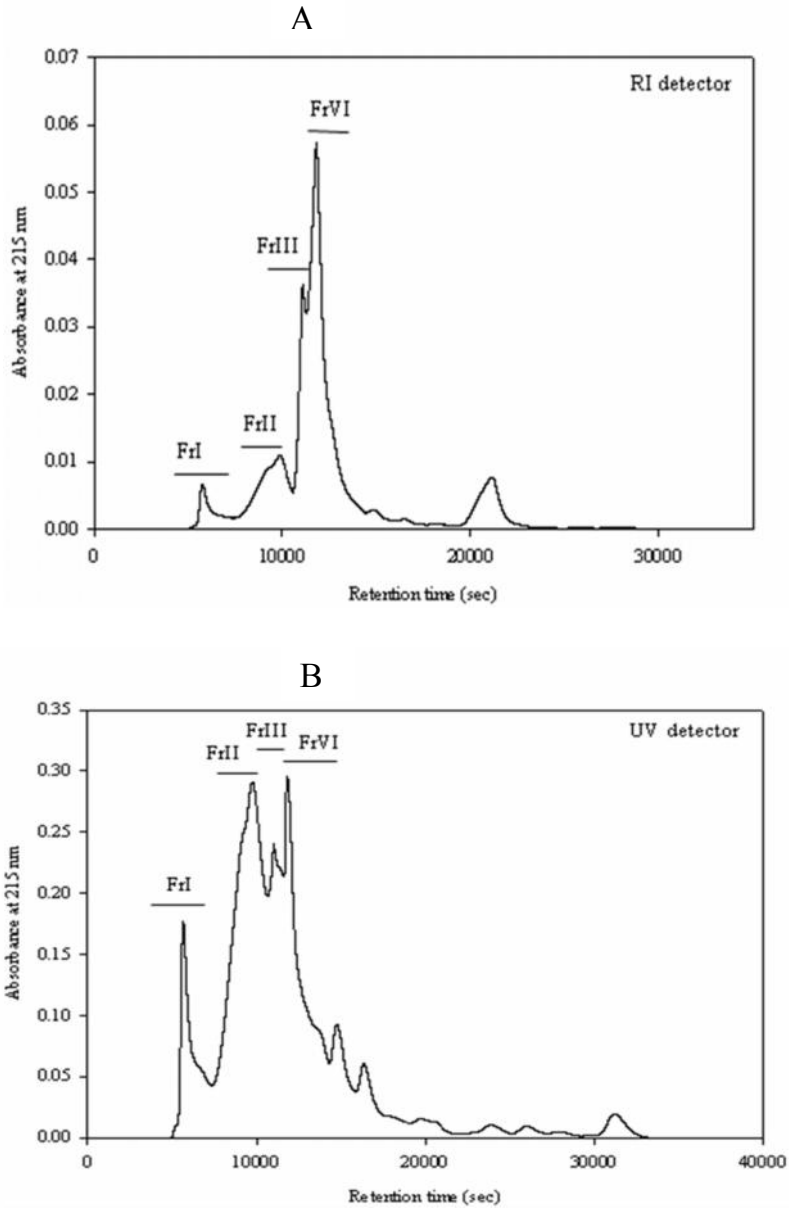 A
0.07
RI detector
FrVI
0.06
0.05
FrIII
0.04
0.03
0.02
FrII
FrI
0.01
0.00
0 10000 20000 30000
Absorbance at 215 nm
Retention time (sec)
B
0.35
FrIII
UV detector
FrII
FrVI
0.30
0.25
FrI
0.20
0.15
0.10
0.05
0.00
0 10000 20000 30000 40000
Absorbance at 215 nm
Retention time (sec)